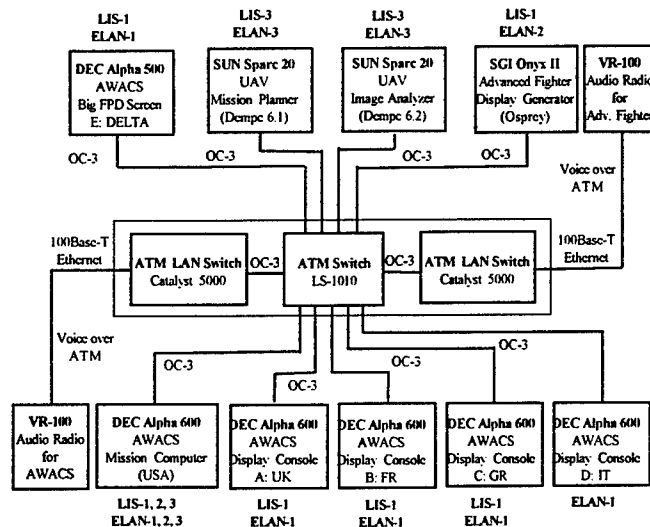 LIS-1
ELAN-1
LIS-3
ELAN-3
LIS-3
ELAN-3
LIS-1
ELAN-2
DEC Alpha 500
AWACS
Big FPD Screen
E: DELTA
SUN Sparc 20
UAV
Mission Planner
(Dempc 6.1)
SUN Sparc 20
UAV
Image Analyzer
(Dempc 6.2)
SGI Onyx II
Advanced Fighter
Display Generator
(Osprey)
VR-100
Audio Radio
for
Adv. Fighter
OC-3
OC-3
OC-3
OC-3
Voice over
ATM
100Base-T
Ethernet
ATM LAN Switch
Catalyst 5000
OC-3
ATM Switch
LS-1010
OC-3
ATM LAN Switch
Catalyst 5000
100Base-T
Ethernet
Voice over
ATM
OC-3
OC-3
OC-3
OC-3
OC-3
VR-100
Audio Radio
for
AWACS
DEC Alpha 600
AWACS
Mission Computer
(USA)
DEC Alpha 600
AWACS
Display Console
A: UK
DEC Alpha 600
AWACS
Display Console
B: FR
DEC Alpha 600
AWACS
Display Console
C: GR
DEC Alpha 600
AWACS
Display Console
D: IT
LIS-1, 2, 3
ELAN-1, 2, 3
LIS-1
ELAN-1
LIS-1
ELAN-1
LIS-1
ELAN-1
ELAN-1